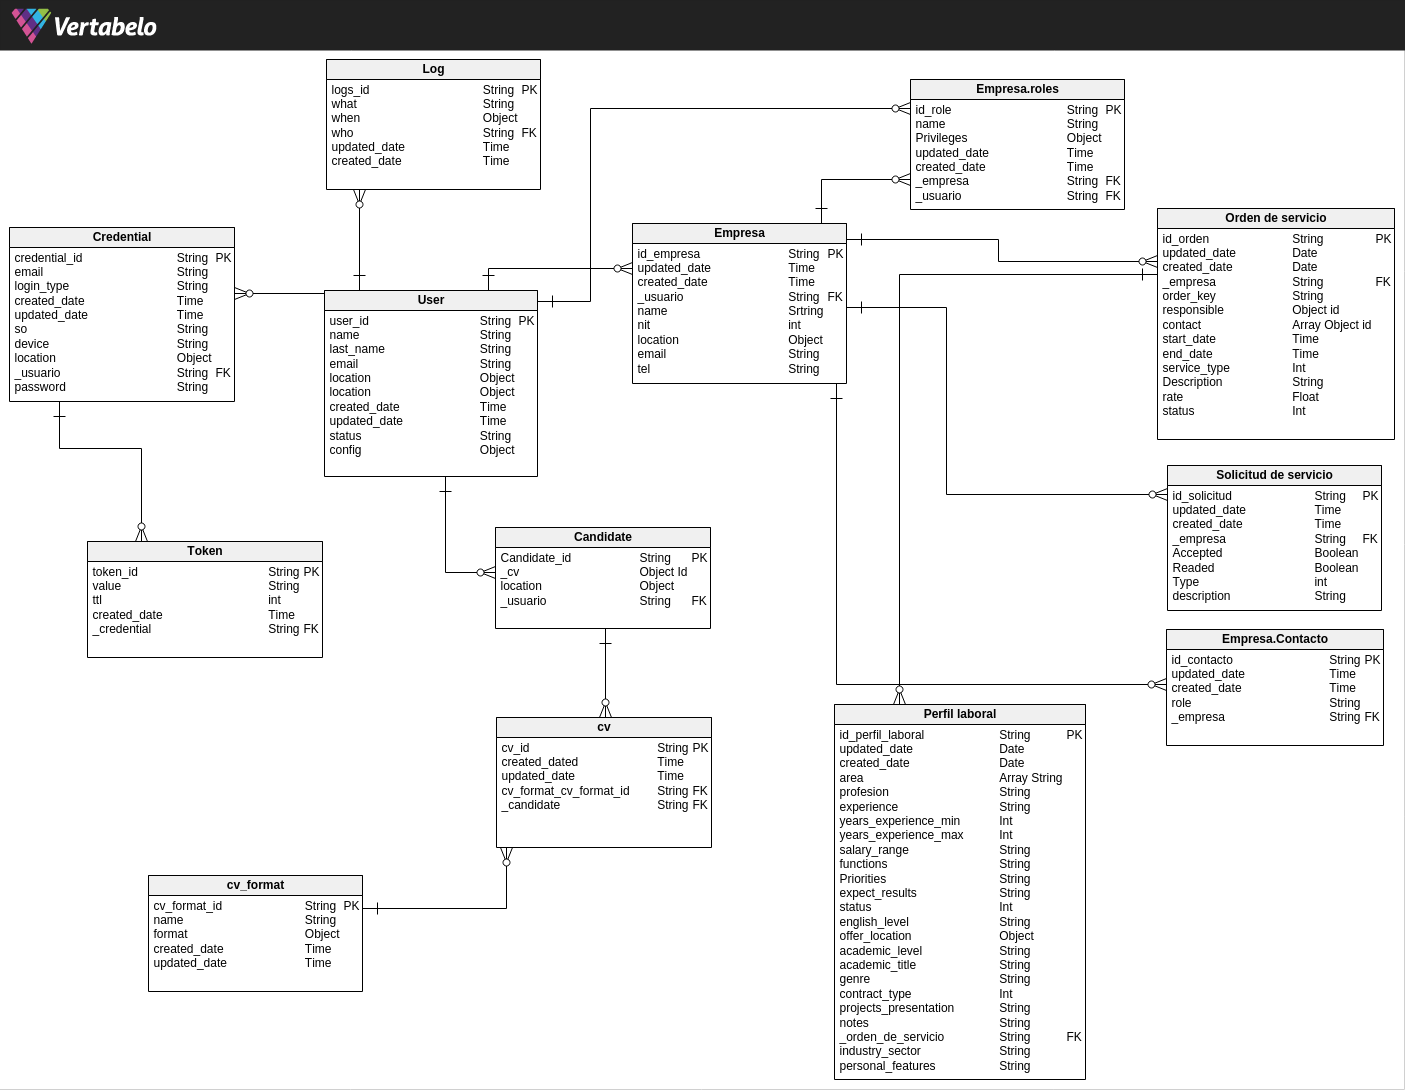 Vertabelo
Log
logs_id String PK
what String
when Object
who String FK
updated_date Time
created_date Time
Empresa.roles
id_role String PK
name String
Privileges Object
updated_date Time
created_date Time
_empresa String FK
_usuario String FK
Credential
credential_id String PK
email String
login_type String
created_date Time
updated_date Time
so String
device String
location Object
_usuario String FK
password String
User
user_id String PK
name String
last_name String
email String
location Object
location Object
created_date Time
updated_date Time
status String
config Object
Empresa
id_empresa String PK
updated_date Time
created_date Time
_usuario String FK
name Srtring
nit int
location Object
email String
tel String
Orden de servicio
id_orden String PK
updated_date Date
created_date Date
_empresa String FK
order_key String
responsible Object id
contact Array Object id
start_date Time
end_date Time
service_type Int
Description String
rate Float
status Int
Solicitud de servicio
id_solicitud String PK
updated_date Time
created_date Time
_empresa String FK
Accepted Boolean
Readed Boolean
Type int
description String
Token
token_id String PK
value String
ttl int
created_date Time
_credential String FK
Candidate
Candidate_id String PK
_cv Object Id
location Object
_usuario String FK
Empresa.Contacto
id_contacto String PK
updated_date Time
created_date Time
role String
_empresa String FK
cv
cv_id String PK
created_dated Time
updated_date Time
cv_format_cv_format_id String FK
_candidate String FK
cv_format
cv_format_id String PK
name String
format Object
created_date Time
updated_date Time
Perfil laboral
id_perfil_laboral String PK
updated_date Date
created_date Date
area Array String
profesion String
experience String
years_experience_min Int
years_experience_max Int
salary_range String
functions String
Priorities String
expect_results String
status Int
english_level String
offer_location Object
academic_level String
academic_title String
genre String
contract_type Int
projects_presentation String
notes String
_orden_de_servicio String FK
industry_sector String
personal_features String